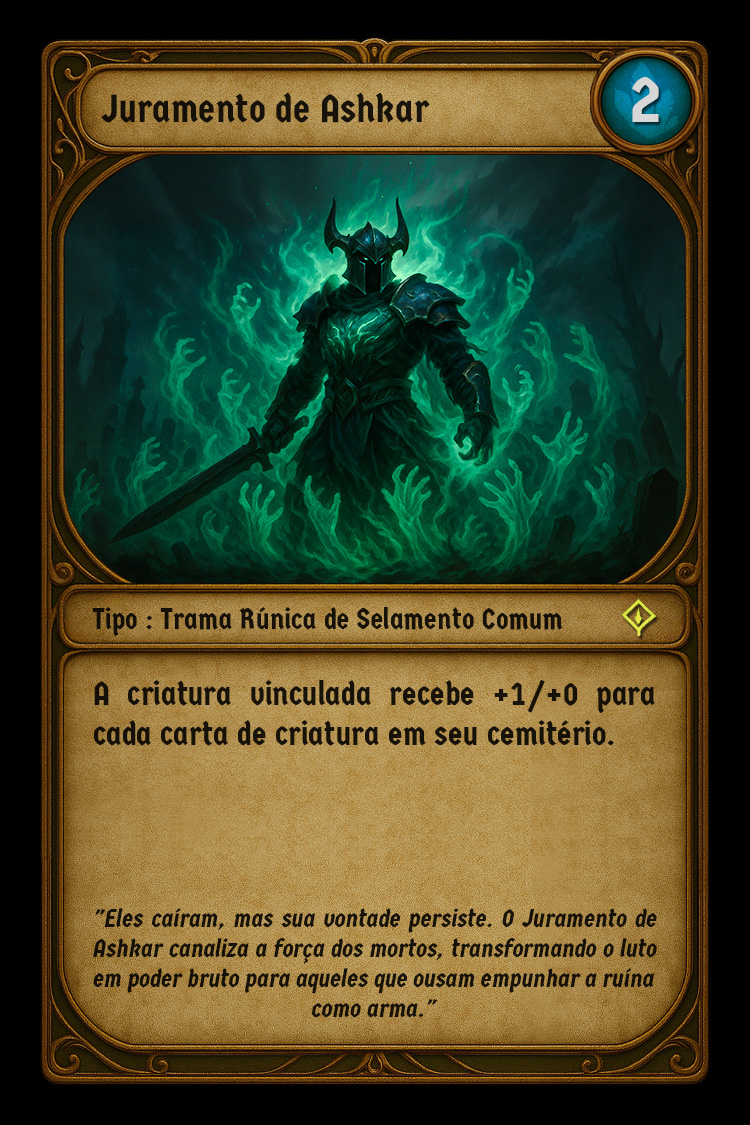 Juramento de Ashkar
2
Tipo : Trama Rúnica de Selamento Comum
A criatura vinculada recebe +1/+0 para
cada carta de criatura em seu cemitério.
"Eles caíram, mas sua vontade persiste. O Juramento de
Ashkar canaliza a força dos mortos, transformando o luto
em poder bruto para aqueles que ousam empunhar a ruína
como arma."